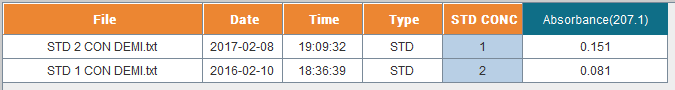 File Date Time Type STD CONC Absorbance(207.1)
STD 2 CON DEMI.txt 2017-02-08 19:09:32 STD 1 0.151
STD 1 CON DEMI.txt 2016-02-10 18:36:39 STD 2 0.081